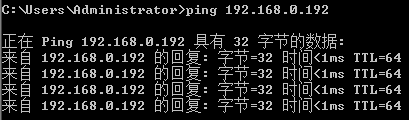 C:\Users\Administrator>ping 192.168.0.192
正在 Ping 192.168.0.192 具有 32 字节的数据:
来自 192.168.0.192 的回复: 字节=32 时间<1ms TTL=64
来自 192.168.0.192 的回复: 字节=32 时间<1ms TTL=64
来自 192.168.0.192 的回复: 字节=32 时间<1ms TTL=64
来自 192.168.0.192 的回复: 字节=32 时间<1ms TTL=64